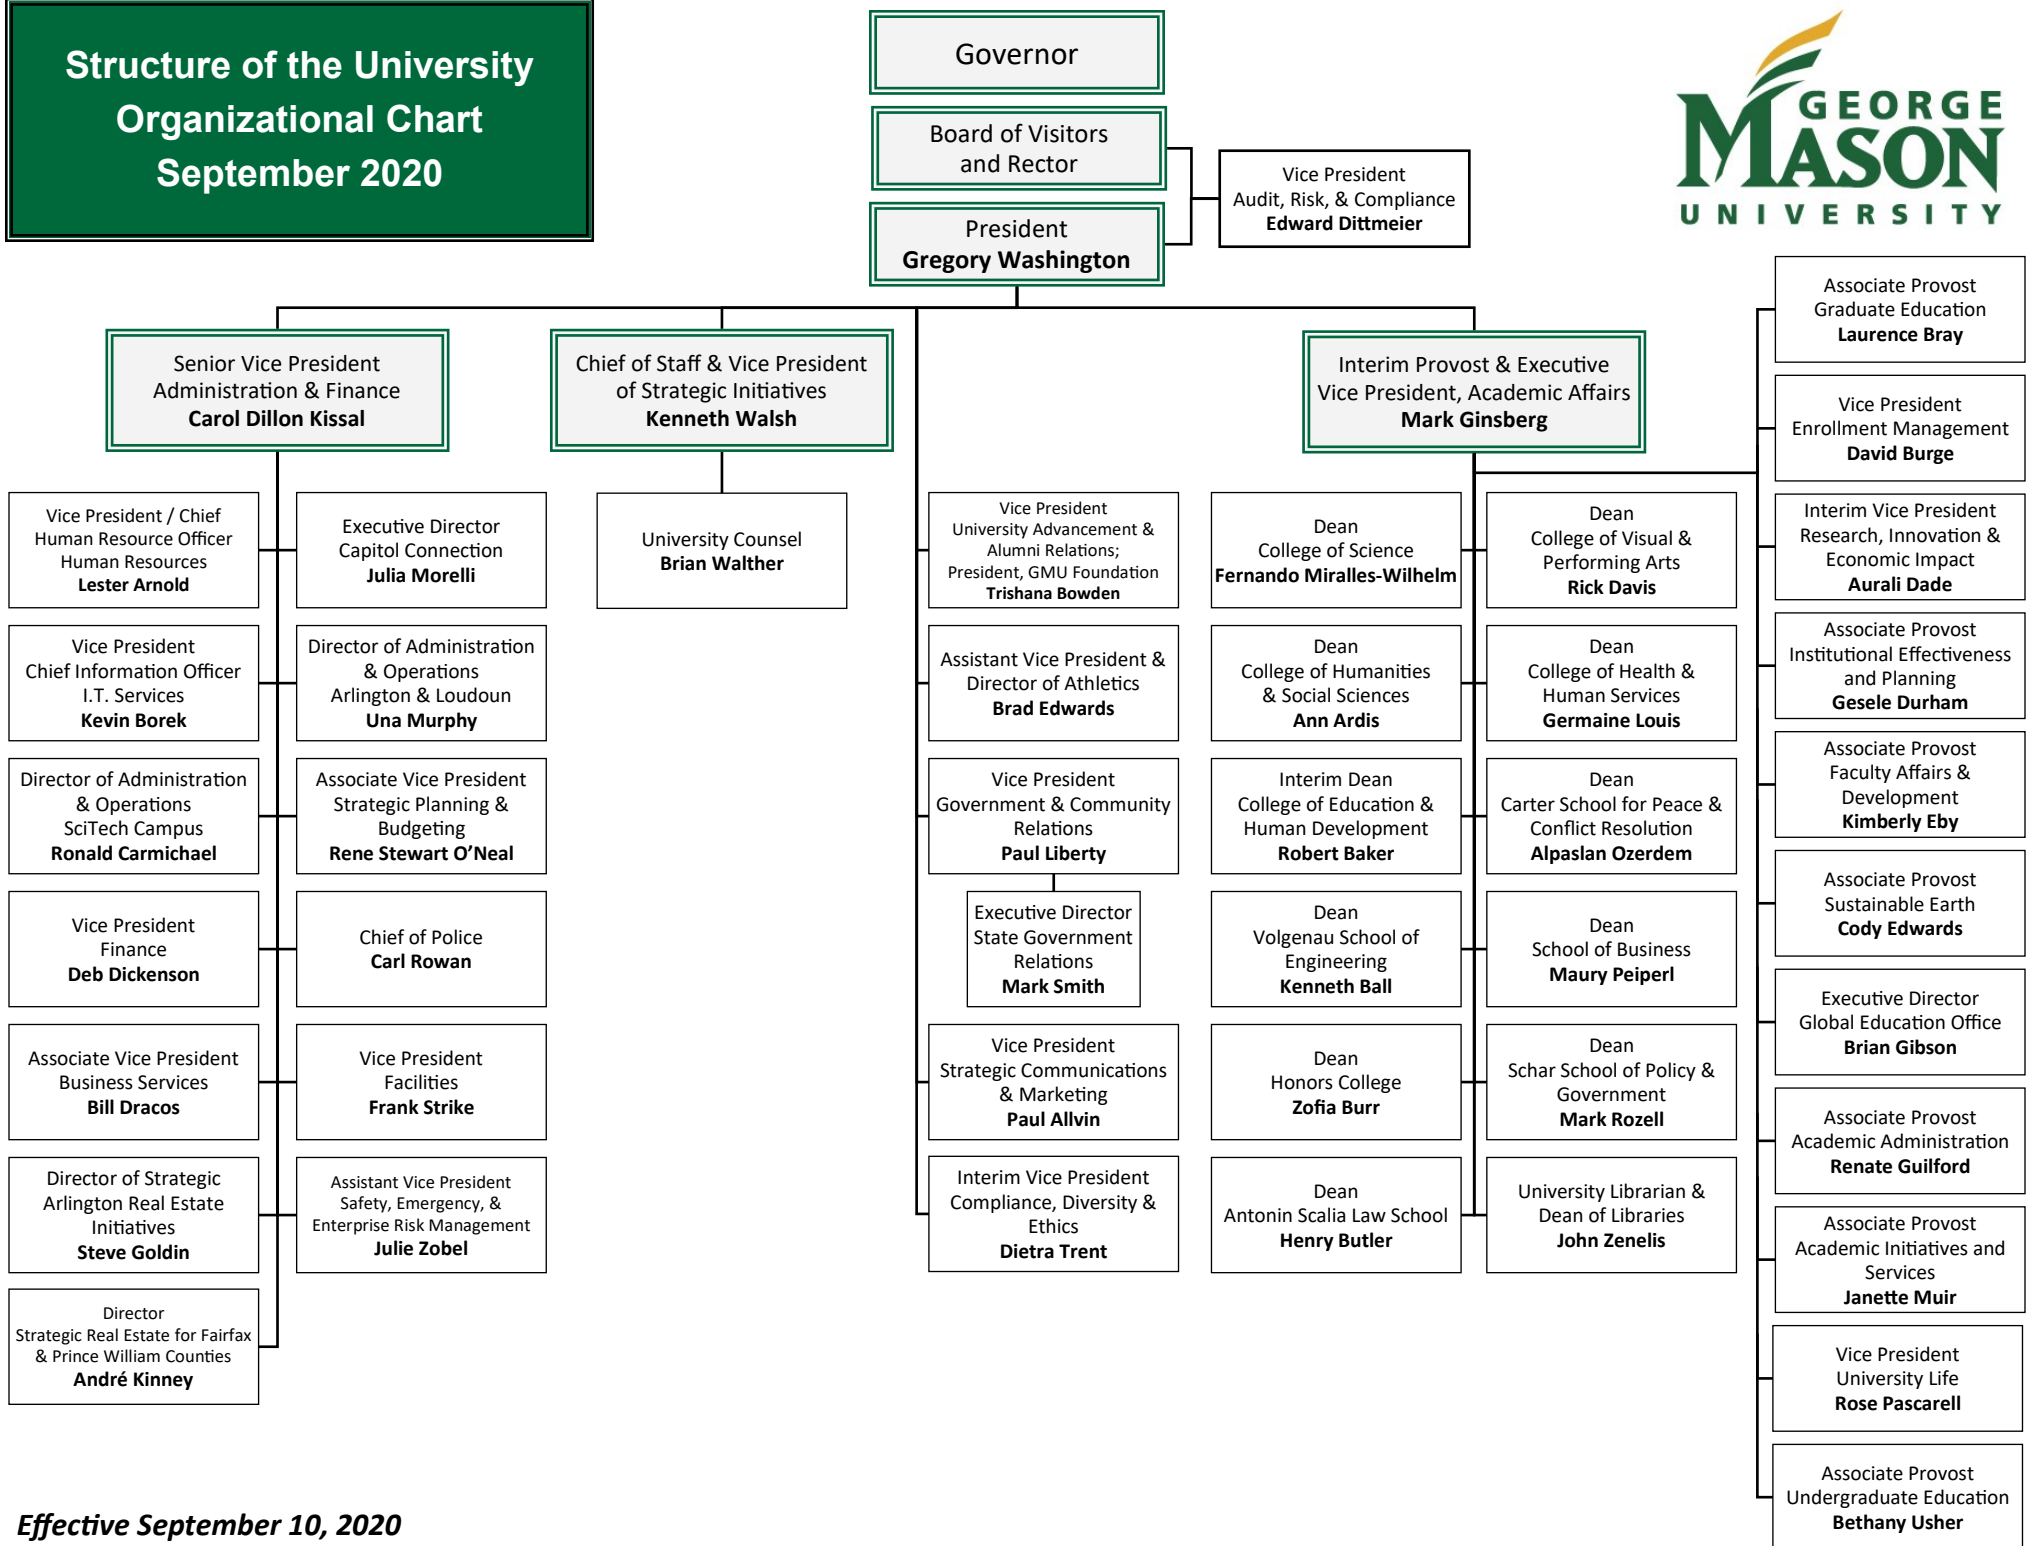 Structure of the University
Organizational Chart
September 2020
Governor
Board of Visitors
and Rector
President
Gregory Washington
Vice President
Audit, Risk, & Compliance
Edward Dittmeier
GEORGE
MASON
UNIVERSITY
Senior Vice President
Administration & Finance
Carol Dillon Kissal
Chief of Staff & Vice President
of Strategic Initiatives
Kenneth Walsh
Interim Provost & Executive
Vice President, Academic Affairs
Mark Ginsberg
Vice President / Chief
Human Resource Officer
Human Resources
Lester Arnold
Executive Director
Capitol Connection
Julia Morelli
Vice President
Chief Information Officer
I.T. Services
Kevin Borek
Director of Administration
& Operations
Arlington & Loudoun
Una Murphy
Director of Administration
& Operations
SciTech Campus
Ronald Carmichael
Associate Vice President
Strategic Planning &
Budgeting
Rene Stewart O’Neal
Vice President
Finance
Deb Dickenson
Chief of Police
Carl Rowan
Associate Vice President
Business Services
Bill Dracos
Vice President
Facilities
Frank Strike
Director of Strategic
Arlington Real Estate
Initiatives
Steve Goldin
Assistant Vice President
Safety, Emergency, &
Enterprise Risk Management
Julie Zobel
Director
Strategic Real Estate for Fairfax
& Prince William Counties
André Kinney
University Counsel
Brian Walther
Vice President
University Advancement &
Alumni Relations;
President, GMU Foundation
Trishana Bowden
Assistant Vice President &
Director of Athletics
Brad Edwards
Vice President
Government & Community
Relations
Paul Liberty
Executive Director
State Government
Relations
Mark Smith
Vice President
Strategic Communications
& Marketing
Paul Allvin
Interim Vice President
Compliance, Diversity &
Ethics
Dietra Trent
Dean
College of Science
Fernando Miralles-Wilhelm
Dean
College of Visual &
Performing Arts
Rick Davis
Dean
College of Humanities
& Social Sciences
Ann Ardis
Dean
College of Health &
Human Services
Germaine Louis
Interim Dean
College of Education &
Human Development
Robert Baker
Dean
Carter School for Peace &
Conflict Resolution
Alpaslan Ozerdem
Dean
Volgenau School of
Engineering
Kenneth Ball
Dean
School of Business
Maury Peiperl
Dean
Honors College
Zofia Burr
Dean
Schar School of Policy &
Government
Mark Rozell
Dean
Antonin Scalia Law School
Henry Butler
University Librarian &
Dean of Libraries
John Zenelis
Associate Provost
Graduate Education
Laurence Bray
Vice President
Enrollment Management
David Burge
Interim Vice President
Research, Innovation &
Economic Impact
Aurali Dade
Associate Provost
Institutional Effectiveness
and Planning
Gesele Durham
Associate Provost
Faculty Affairs &
Development
Kimberly Eby
Associate Provost
Sustainable Earth
Cody Edwards
Executive Director
Global Education Office
Brian Gibson
Associate Provost
Academic Administration
Renate Guilford
Associate Provost
Academic Initiatives and
Services
Janette Muir
Vice President
University Life
Rose Pascarell
Associate Provost
Undergraduate Education
Bethany Usher
Effective September 10, 2020